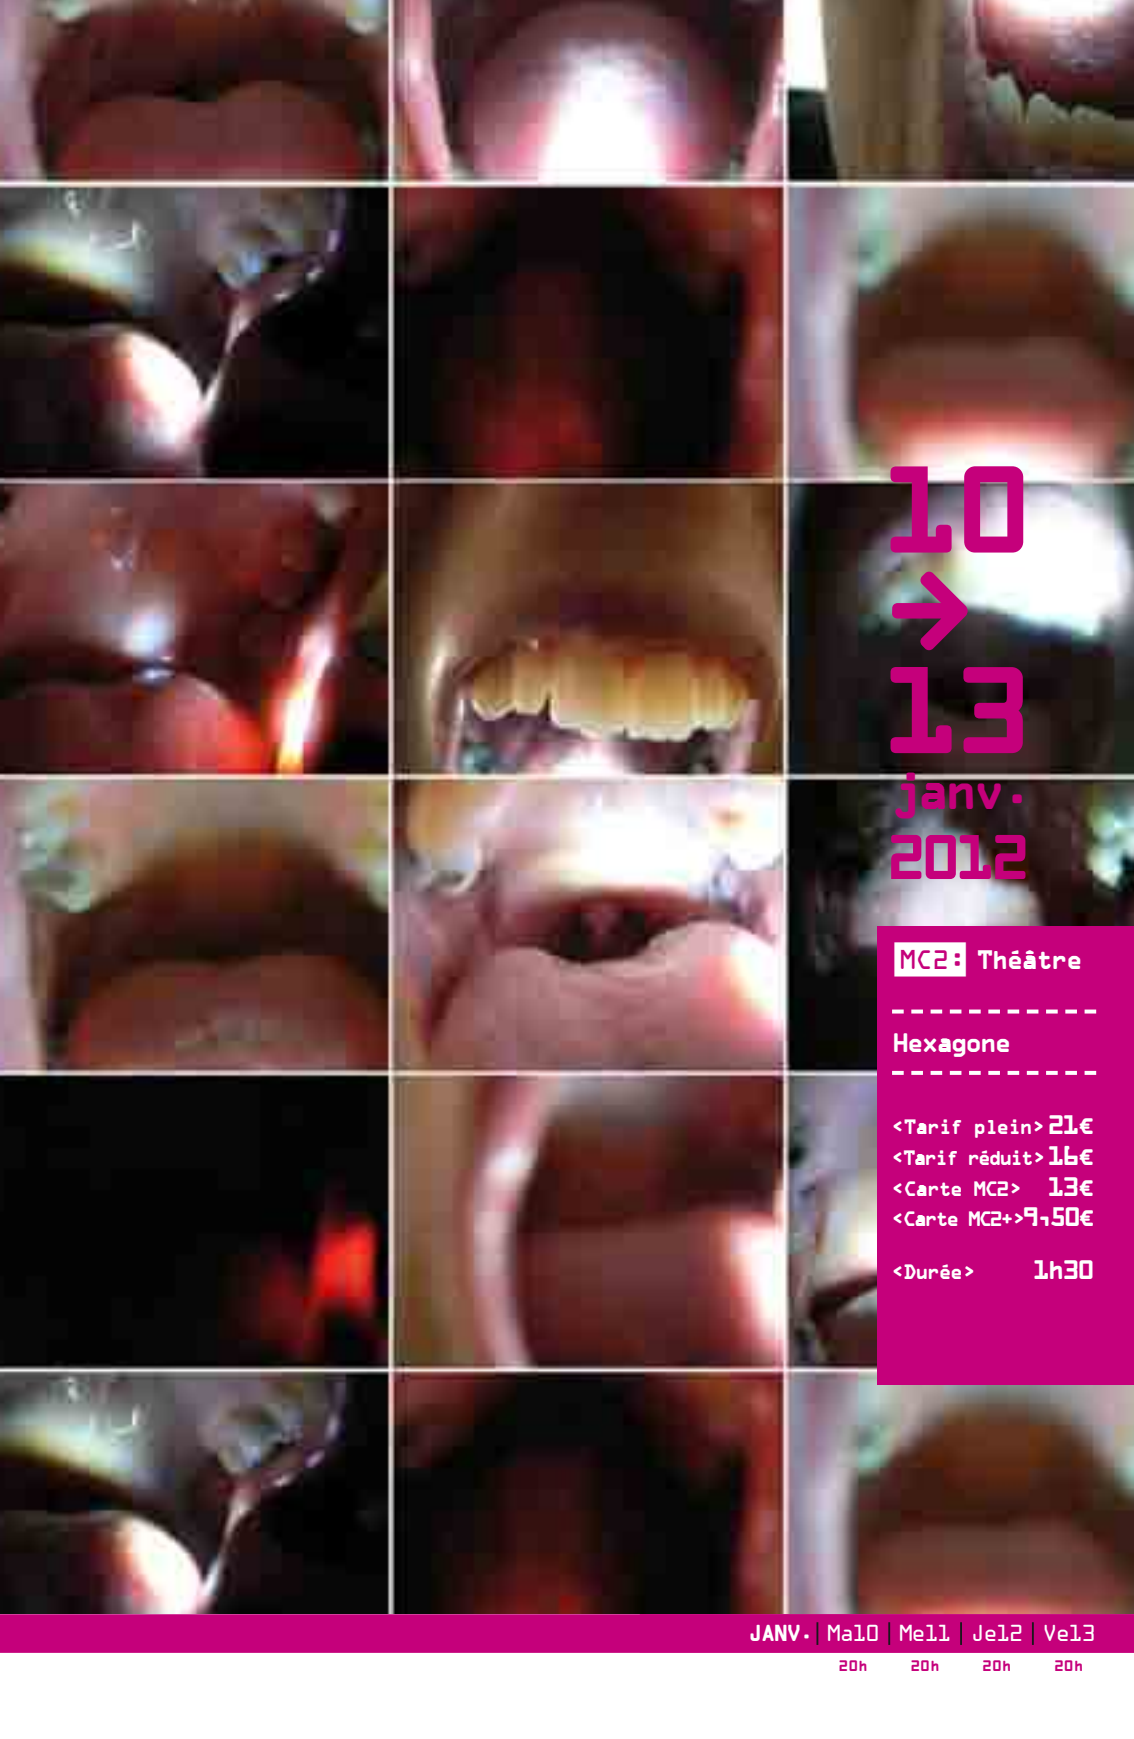 10
→
13
janv.
2012
MC2: Théâtre
Hexagone
<Tarif plein> 21€
<Tarif réduit> 16€
<Carte MC2> 13€
<Carte MC2+> 9,50€
<Durée> 1h30
JANV. | Ma10 | Me11 | Je12 | Ve13
20h 20h 20h 20h